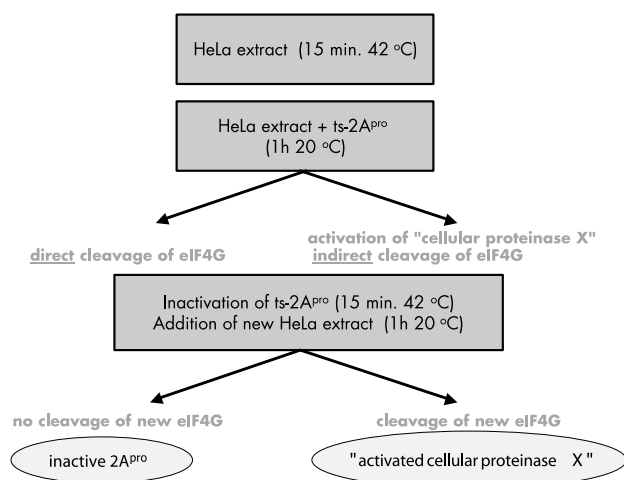 HeLa extract (15 min. 42 °C)
HeLa extract + ts-2Aᵖʳᵒ
(1h 20 °C)
direct cleavage of eIF4G
activation of "cellular proteinase X"
indirect cleavage of eIF4G
Inactivation of ts-2Aᵖʳᵒ (15 min. 42 °C)
Addition of new HeLa extract (1h 20 °C)
no cleavage of new eIF4G
cleavage of new eIF4G
inactive 2Aᵖʳᵒ
"activated cellular proteinase X"